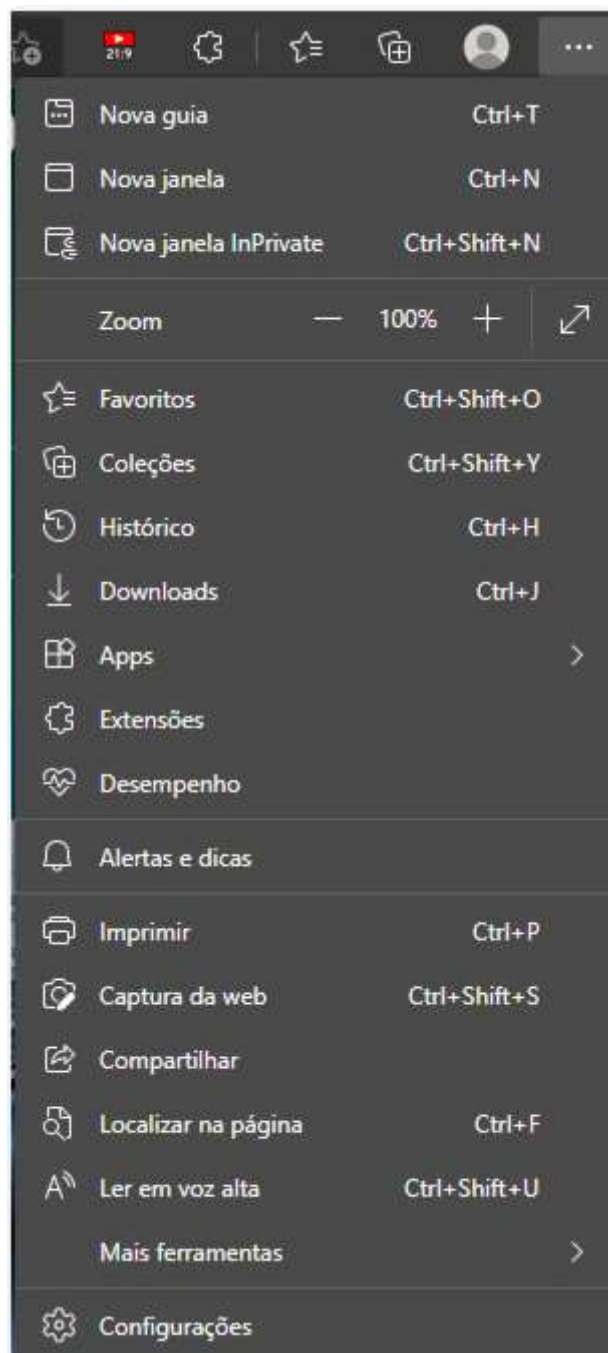 21:9
Nova guia Ctrl+T
Nova janela Ctrl+N
Nova janela InPrivate Ctrl+Shift+N
Zoom — 100% +
Favoritos Ctrl+Shift+O
Coleções Ctrl+Shift+Y
Histórico Ctrl+H
Downloads Ctrl+J
Apps
Extensões
Desempenho
Alertas e dicas
Imprimir Ctrl+P
Captura da web Ctrl+Shift+S
Compartilhar
Localizar na página Ctrl+F
Ler em voz alta Ctrl+Shift+U
Mais ferramentas
Configurações